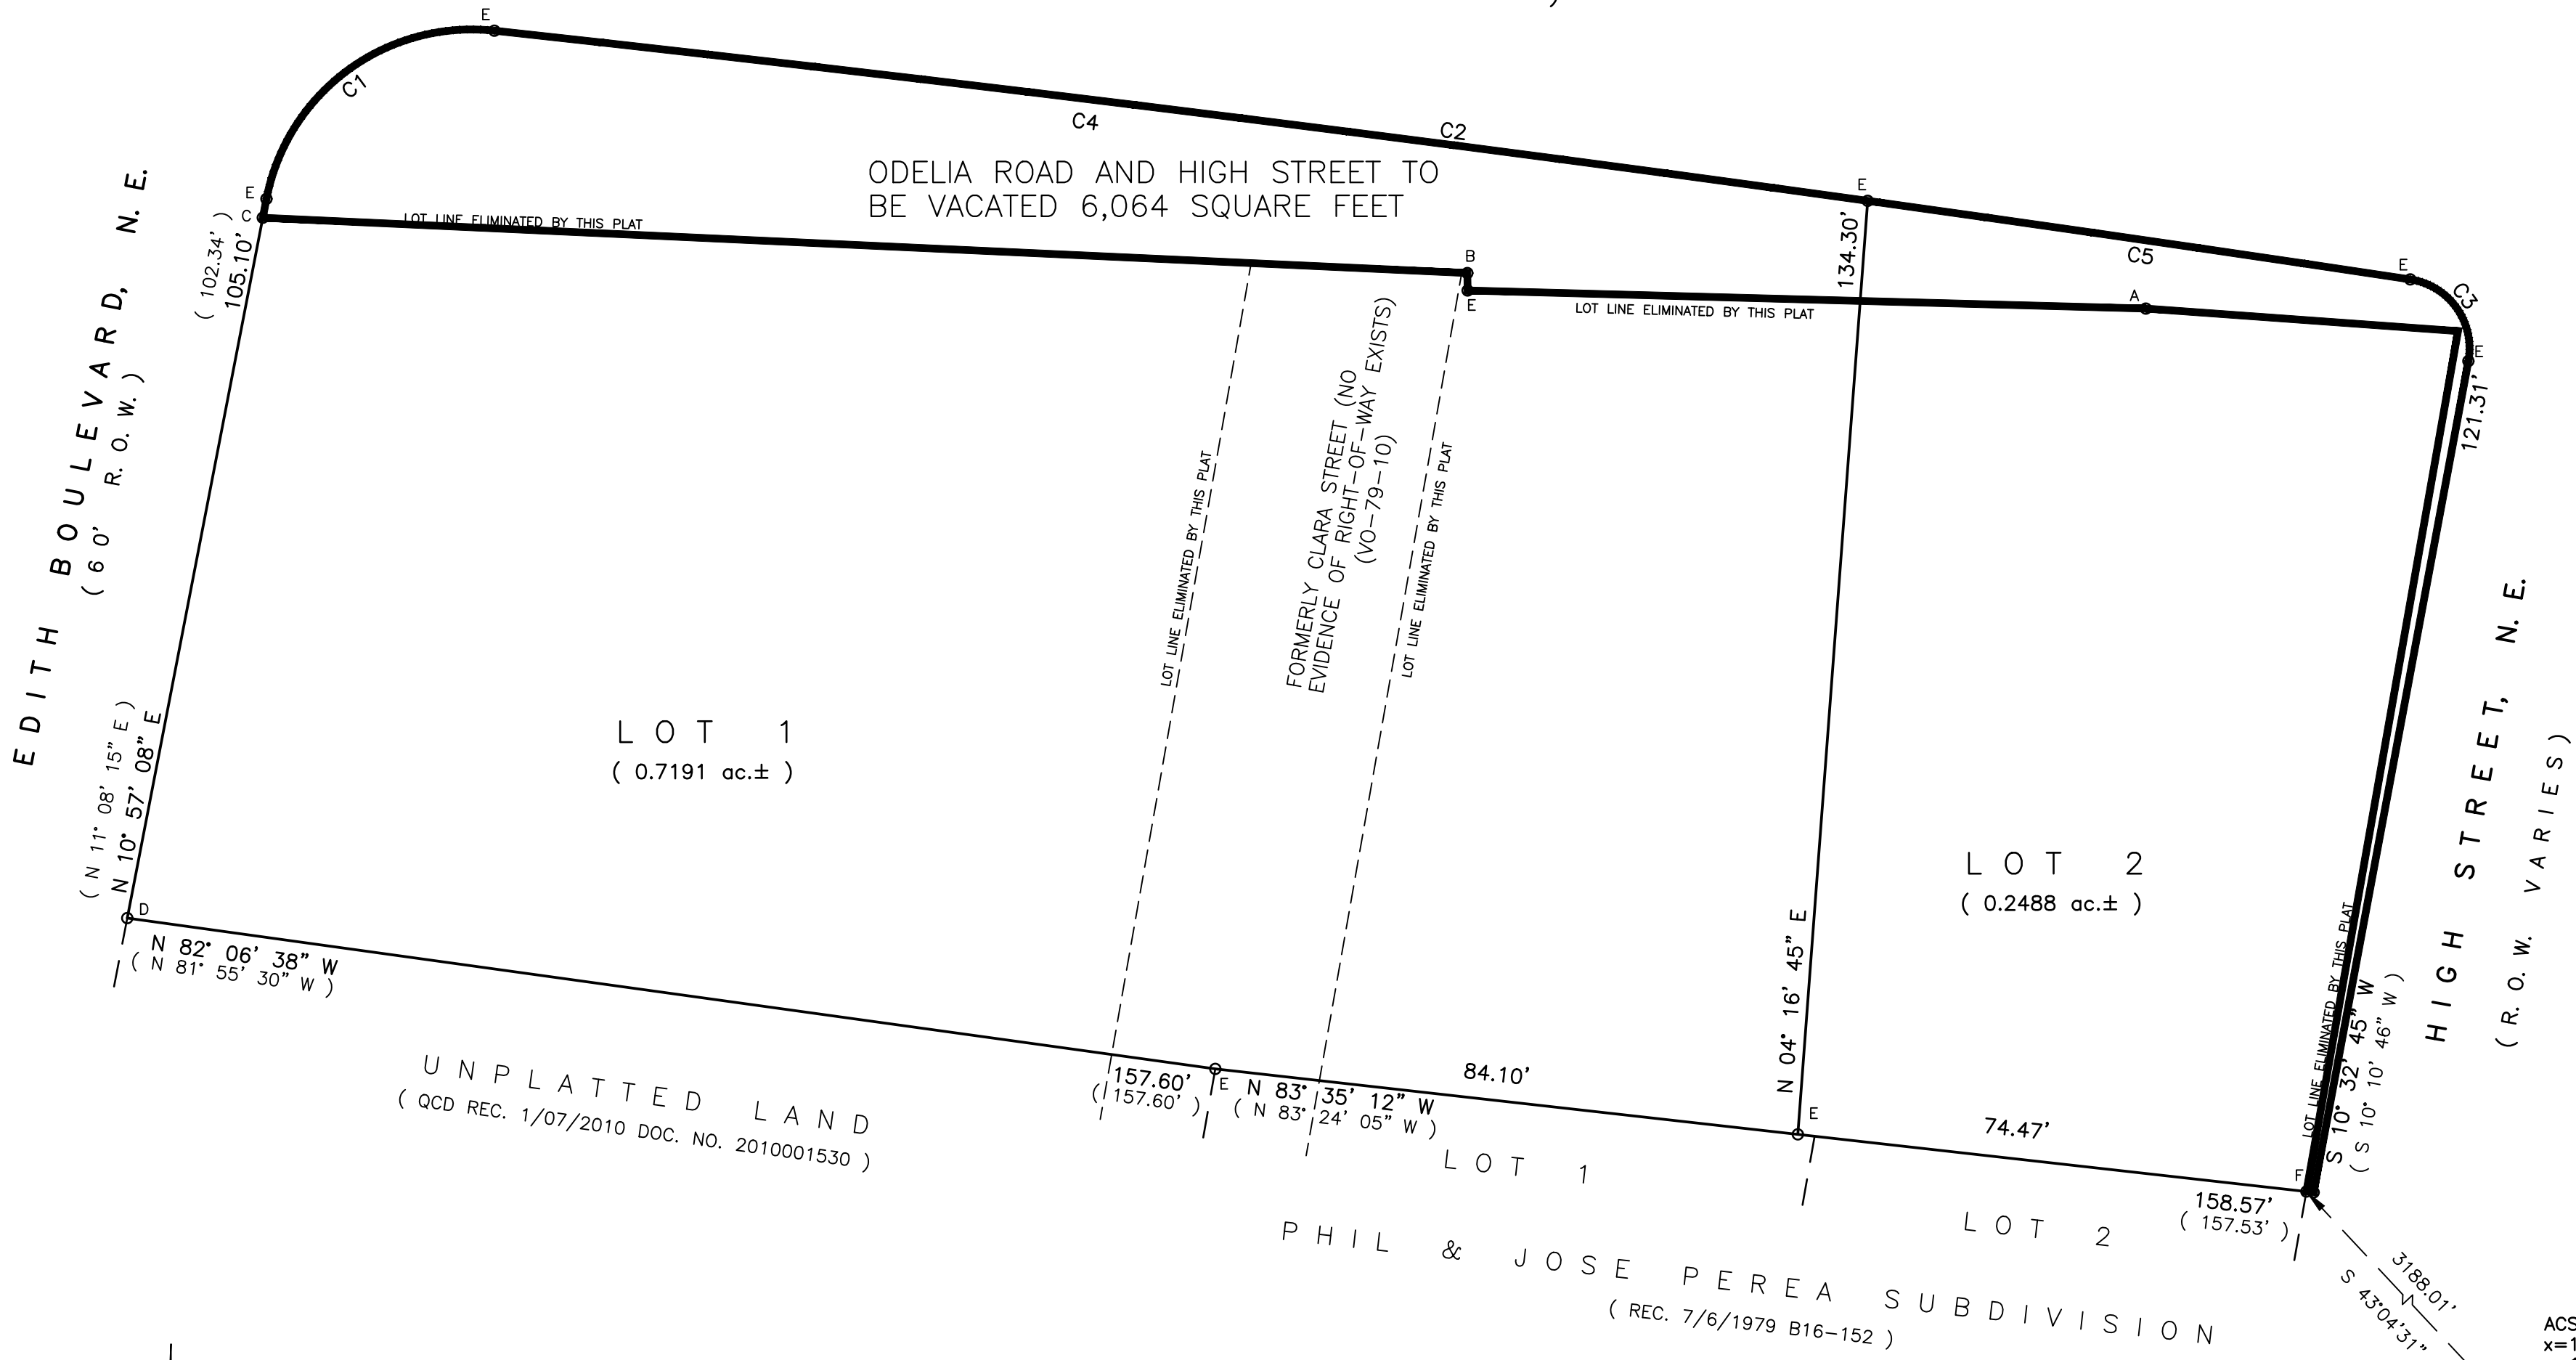 E
C1
C4
C2
ODELIA ROAD AND HIGH STREET TO
BE VACATED 6,064 SQUARE FEET
E
E
C
LOT LINE ELIMINATED BY THIS PLAT
B
E
LOT LINE ELIMINATED BY THIS PLAT
134.30'
C5
A
E
C3
E
121.31'
( 102.34' )
105.10'
EDITH BOULEVARD, N. E.
( 60' R. O. W. )
( N 11° 08' 15" E )
N 10° 57' 08" E
LOT 1
( 0.7191 ac.± )
LOT LINE ELIMINATED BY THIS PLAT
FORMERLY CLARA STREET (NO
EVIDENCE OF RIGHT-OF-WAY EXISTS)
(VO-79-10)
LOT LINE ELIMINATED BY THIS PLAT
N 04° 16' 45" E
LOT 2
( 0.2488 ac.± )
LOT LINE ELIMINATED BY THIS PLAT
S 10° 32' 45" W
( S 10° 10' 46" W )
HIGH STREET, N. E.
( R. O. W. VARIES )
D
N 82° 06' 38" W
( N 81° 55' 30" W )
157.60'
( 157.60' )
E
N 83° 35' 12" W
( N 83° 24' 05" W )
84.10'
E
74.47'
F
158.57'
( 157.53' )
UNPLATTED LAND
( QCD REC. 1/07/2010 DOC. NO. 2010001530 )
LOT 1
LOT 2
PHIL & JOSE PEREA SUBDIVISION
( REC. 7/6/1979 B16-152 )
3188.01'
S 43°04'31"
ACS
x=1